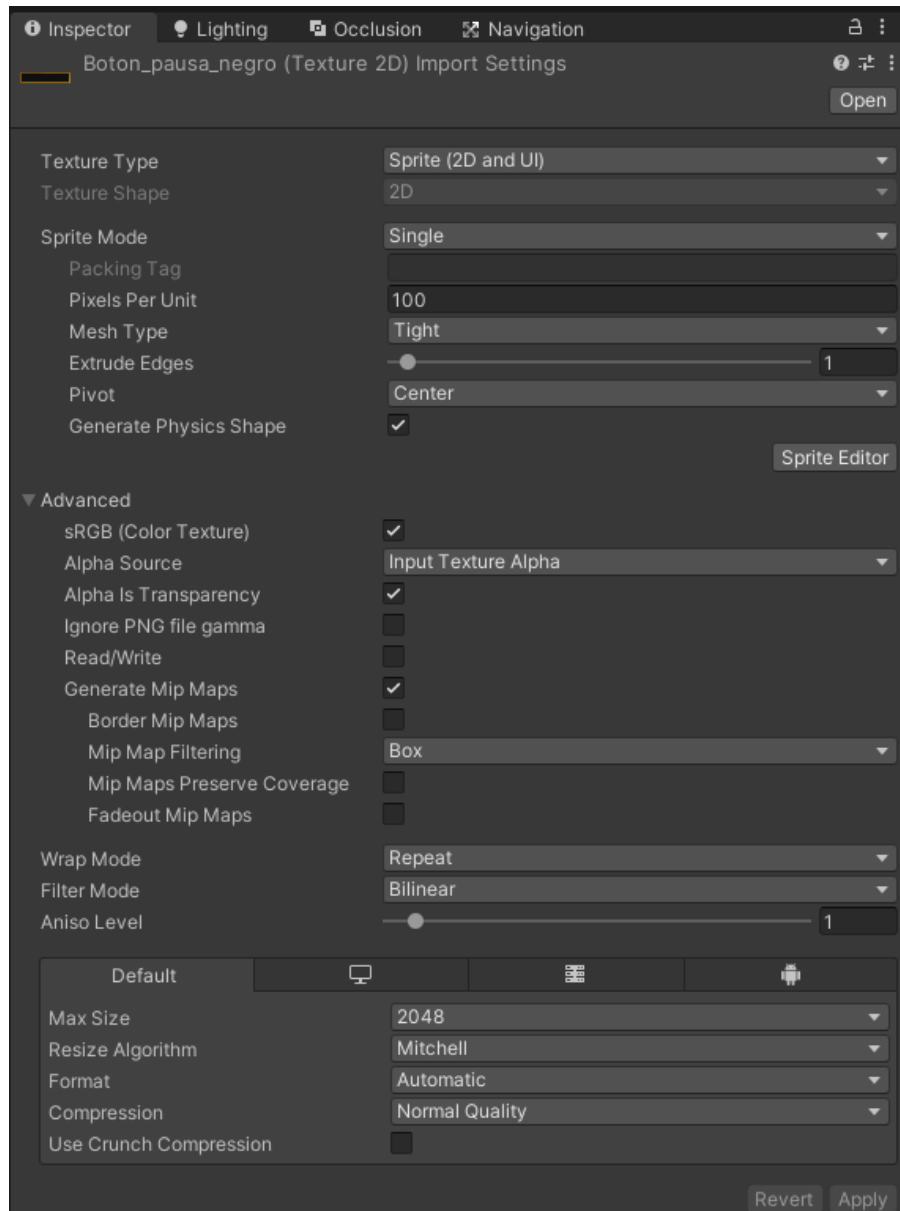 Inspector Lighting Occlusion Navigation
Boton_pausa_negro (Texture 2D) Import Settings
Open
Texture Type Sprite (2D and UI)
Texture Shape 2D
Sprite Mode Single
Packing Tag
Pixels Per Unit 100
Mesh Type Tight
Extrude Edges 1
Pivot Center
Generate Physics Shape
Sprite Editor
Advanced
sRGB (Color Texture)
Alpha Source Input Texture Alpha
Alpha Is Transparency
Ignore PNG file gamma
Read/Write
Generate Mip Maps
Border Mip Maps
Mip Map Filtering Box
Mip Maps Preserve Coverage
Fadeout Mip Maps
Wrap Mode Repeat
Filter Mode Bilinear
Aniso Level 1
Default
Max Size 2048
Resize Algorithm Mitchell
Format Automatic
Compression Normal Quality
Use Crunch Compression
Revert Apply